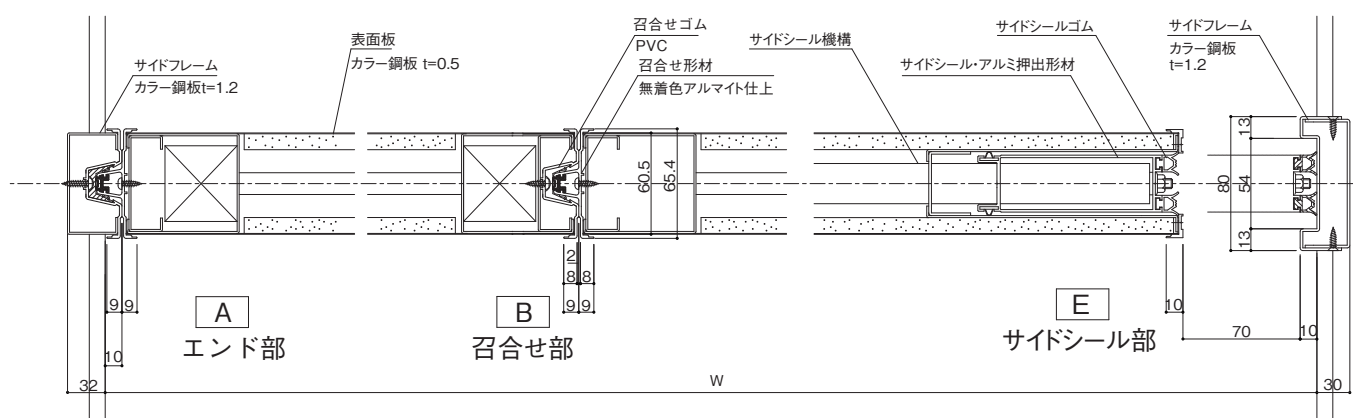 サイドフレーム
カラー鋼板t=1.2
表面板
カラー鋼板 t=0.5
召合せゴム
PVC
召合せ形材
無着色アルマイト仕上
サイドシール機構
サイドシールゴム
サイドシール・アルミ押出形材
サイドフレーム
カラー鋼板
t=1.2
60.5
65.4
13
80
54
13
2
8
8
9
9
9
9
10
10
70
10
A
エンド部
B
召合せ部
E
サイドシール部
32
W
30